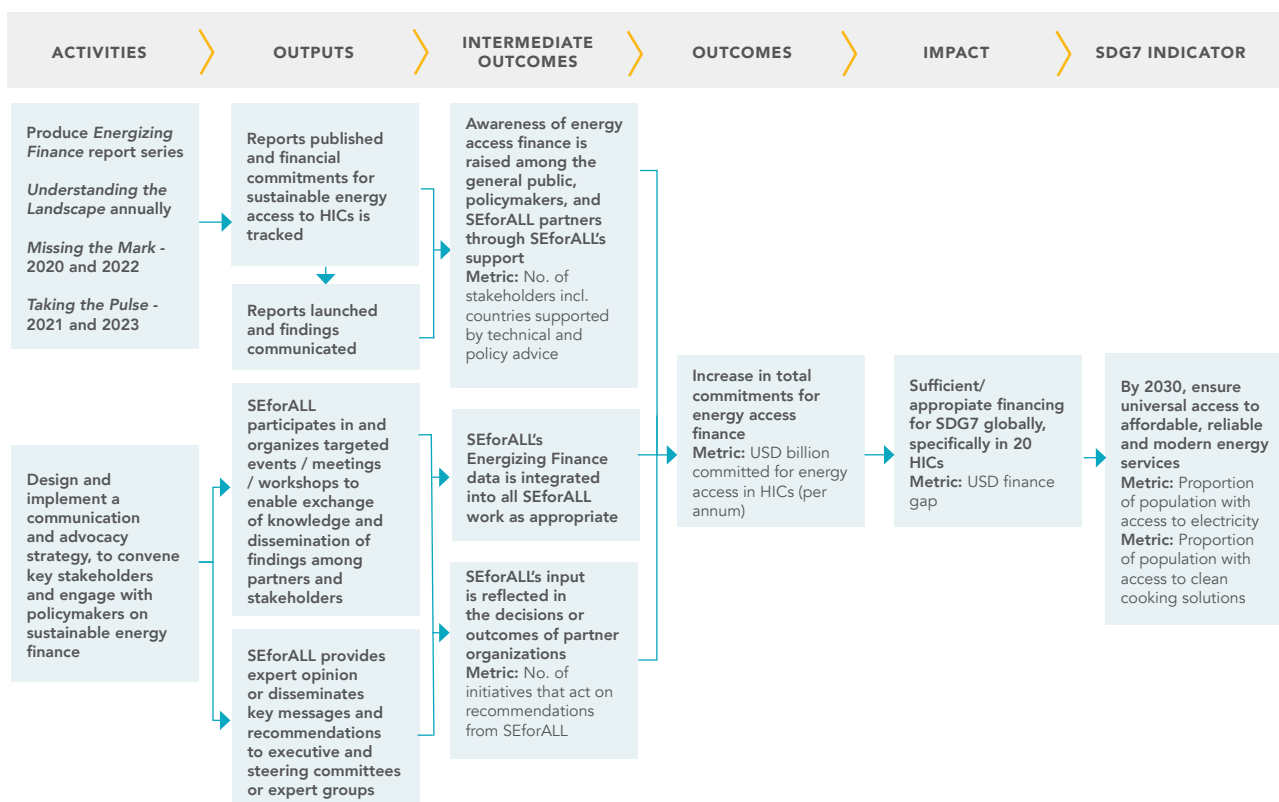 ACTIVITIES
OUTPUTS
INTERMEDIATE
OUTCOMES
OUTCOMES
IMPACT
SDG7 INDICATOR
Produce Energizing
Finance report series
Understanding the
Landscape annually
Missing the Mark -
2020 and 2022
Taking the Pulse -
2021 and 2023
Design and
implement a
communication
and advocacy
strategy, to convene
key stakeholders
and engage with
policymakers on
sustainable energy
finance
Reports published
and financial
commitments for
sustainable energy
access to HICs is
tracked
Reports launched
and findings
communicated
SEforALL
participates in and
organizes targeted
events / meetings
/ workshops to
enable exchange
of knowledge and
dissemination of
findings among
partners and
stakeholders
SEforALL provides
expert opinion
or disseminates
key messages and
recommendations
to executive and
steering committees
or expert groups
Awareness of energy
access finance is
raised among the
general public,
policymakers, and
SEforALL partners
through SEforALL's
support
Metric: No. of
stakeholders incl.
countries supported
by technical and
policy advice
SEforALL's
Energizing Finance
data is integrated
into all SEforALL
work as appropriate
SEforALL's input
is reflected in
the decisions or
outcomes of partner
organizations
Metric: No. of
initiatives that act on
recommendations
from SEforALL
Increase in total
commitments for
energy access
finance
Metric: USD billion
committed for energy
access in HICs (per
annum)
Sufficient/
appropiate financing
for SDG7 globally,
specifically in 20
HICs
Metric: USD finance
gap
By 2030, ensure
universal access to
affordable, reliable
and modern energy
services
Metric: Proportion
of population with
access to electricity
Metric: Proportion
of population with
access to clean
cooking solutions